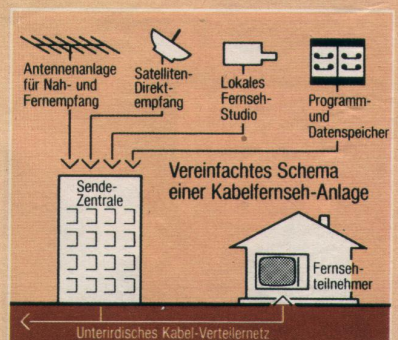 Antennenanlage
für Nah- und
Fernempfang
Satelliten-
Direkt-
empfang
Lokales
Fernseh-
Studio
Programm-
und
Datenspeicher
Vereinfachtes Schema
einer Kabelfernseh-Anlage
Sende-
Zentrale
Fernseh-
teilnehmer
Unterirdisches Kabel-Verteilernetz